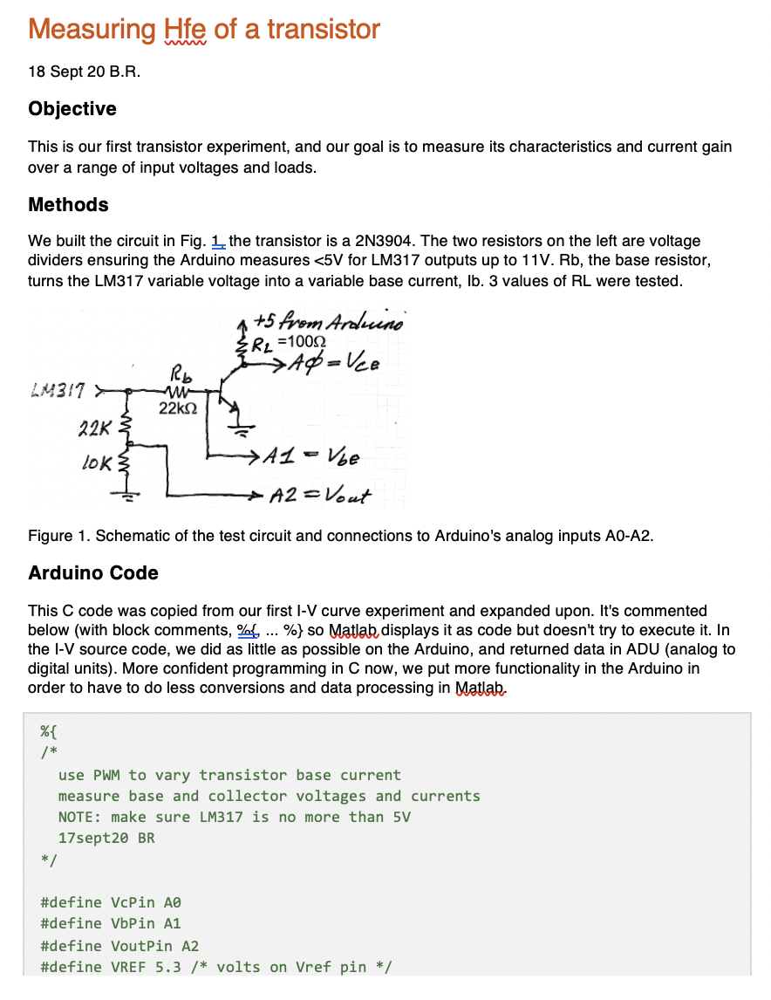 Measuring Hfe of a transistor
18 Sept 20 B.R.
Objective
This is our first transistor experiment, and our goal is to measure its characteristics and current gain
over a range of input voltages and loads.
Methods
We built the circuit in Fig. 1, the transistor is a 2N3904. The two resistors on the left are voltage
dividers ensuring the Arduino measures <5V for LM317 outputs up to 11V. Rb, the base resistor,
turns the LM317 variable voltage into a variable base current, Ib. 3 values of RL were tested.
+5 from Arduino
RL =100Ω
AØ = Vce
Rb
LM317
22kΩ
22K
10K
A1 = Vbe
A2 = Vout
Figure 1. Schematic of the test circuit and connections to Arduino's analog inputs A0-A2.
Arduino Code
This C code was copied from our first I-V curve experiment and expanded upon. It's commented
below (with block comments, %{, ... %} so Matlab displays it as code but doesn't try to execute it. In
the I-V source code, we did as little as possible on the Arduino, and returned data in ADU (analog to
digital units). More confident programming in C now, we put more functionality in the Arduino in
order to have to do less conversions and data processing in Matlab.
%{
/*
use PWM to vary transistor base current
measure base and collector voltages and currents
NOTE: make sure LM317 is no more than 5V
17sept20 BR
*/
#define VcPin A0
#define VbPin A1
#define VoutPin A2
#define VREF 5.3 /* volts on Vref pin */